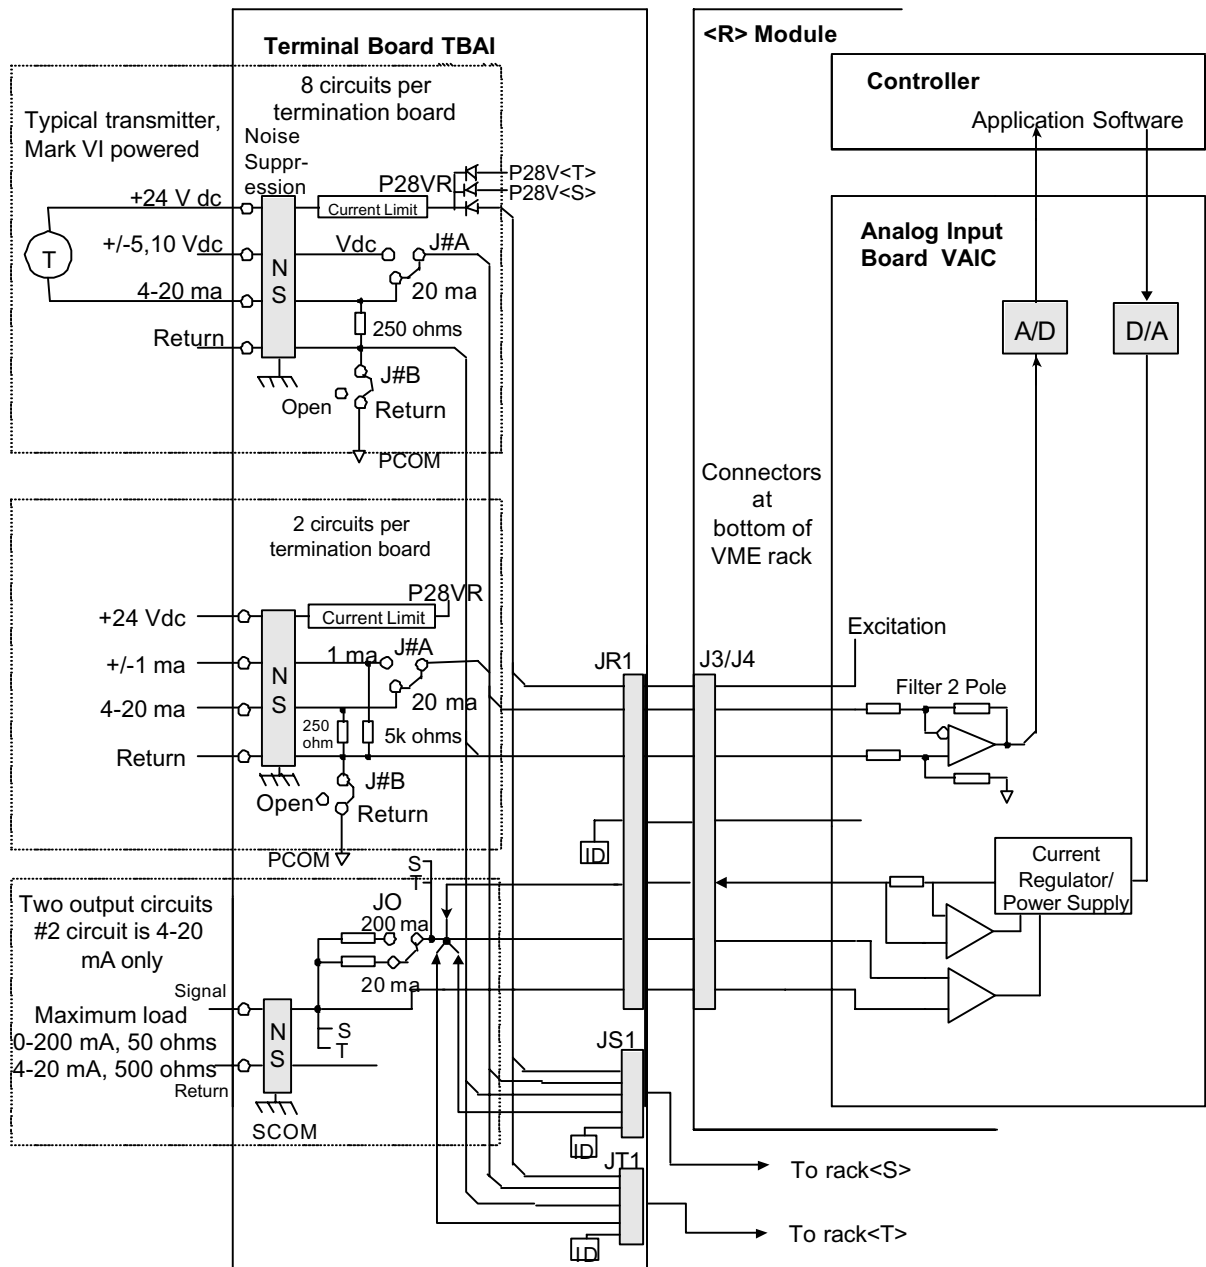 Terminal Board TBAI
<R> Module
8 circuits per
termination board
Typical transmitter,
Mark VI powered
Noise
Suppr-
ession
Controller
Application Software
P28VR
P28V<T>
P28V<S>
+24 V dc
Current Limit
+/-5,10 Vdc
Vdc
J#A
T
N
S
4-20 ma
20 ma
250 ohms
Return
J#B
Open
Return
PCOM
Analog Input
Board VAIC
A/D
D/A
Connectors
at
bottom of
VME rack
2 circuits per
termination board
P28VR
+24 Vdc
Current Limit
+/-1 ma
1 ma
J#A
N
S
4-20 ma
20 ma
250
ohm
5k ohms
Return
J#B
Open
Return
PCOM
JR1
J3/J4
Excitation
Filter 2 Pole
ID
Current
Regulator/
Power Supply
S
T
Two output circuits
#2 circuit is 4-20
mA only
JO
200 ma
20 ma
Signal
Maximum load
0-200 mA, 50 ohms
4-20 mA, 500 ohms
Return
N
S
S
T
SCOM
JS1
ID
JT1
ID
To rack<S>
To rack<T>